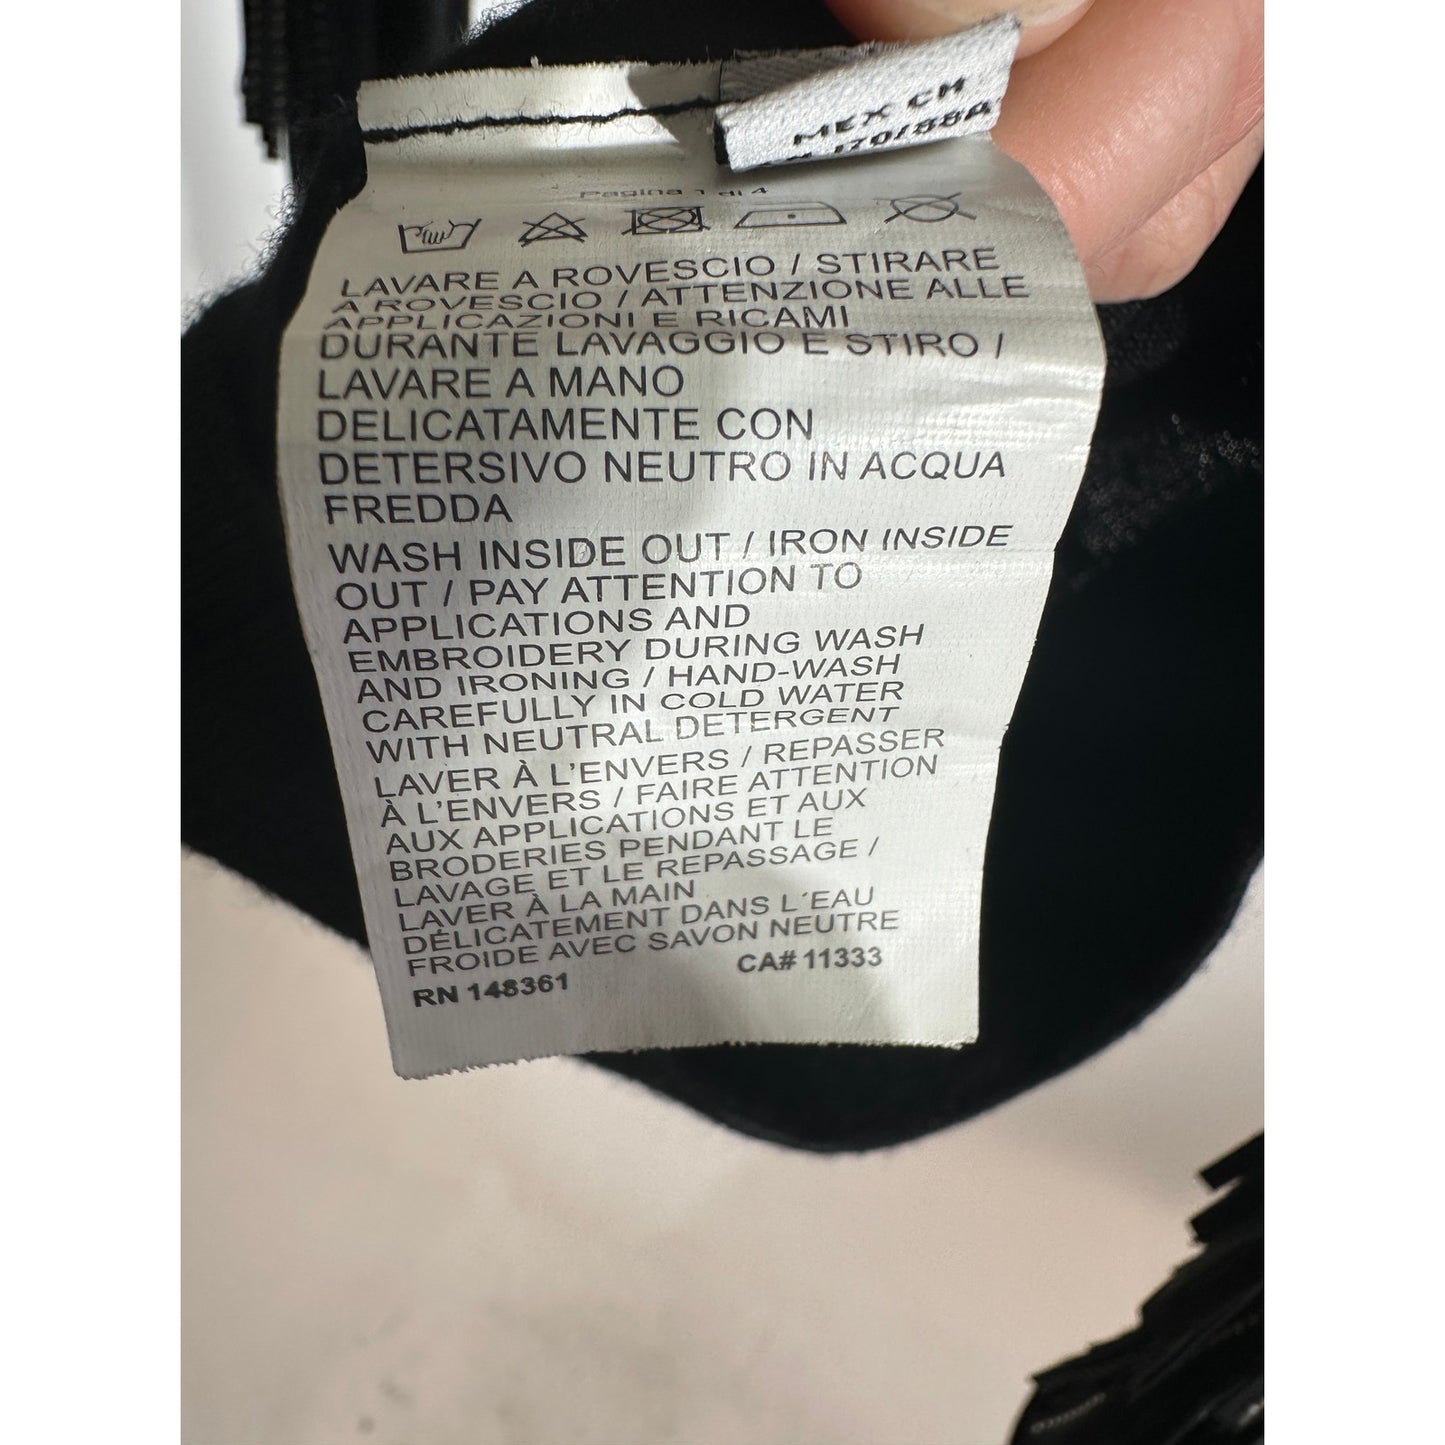 MEX CH
170/88A
Pagina 1 di 4
LAVARE A ROVESCIO / STIRARE
A ROVESCIO / ATTENZIONE ALLE
APPLICAZIONI E RICAMI
DURANTE LAVAGGIO E STIRO /
LAVARE A MANO
DELICATAMENTE CON
DETERSIVO NEUTRO IN ACQUA
FREDDA
WASH INSIDE OUT / IRON INSIDE
OUT / PAY ATTENTION TO
APPLICATIONS AND
EMBROIDERY DURING WASH
AND IRONING / HAND-WASH
CAREFULLY IN COLD WATER
WITH NEUTRAL DETERGENT
LAVER À L'ENVERS / REPASSER
À L'ENVERS / FAIRE ATTENTION
AUX APPLICATIONS ET AUX
BRODERIES PENDANT LE
LAVAGE ET LE REPASSAGE /
LAVER À LA MAIN
DÉLICATEMENT DANS L´EAU
FROIDE AVEC SAVON NEUTRE
RN 148361 CA# 11333